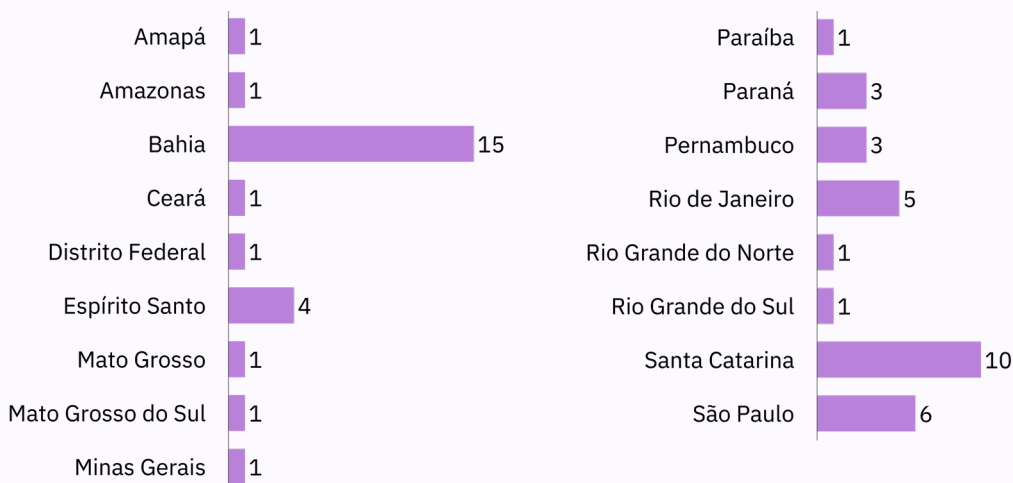 Amapá 1
Amazonas 1
Bahia 15
Ceará 1
Distrito Federal 1
Espírito Santo 4
Mato Grosso 1
Mato Grosso do Sul 1
Minas Gerais 1
Paraíba 1
Paraná 3
Pernambuco 3
Rio de Janeiro 5
Rio Grande do Norte 1
Rio Grande do Sul 1
Santa Catarina 10
São Paulo 6